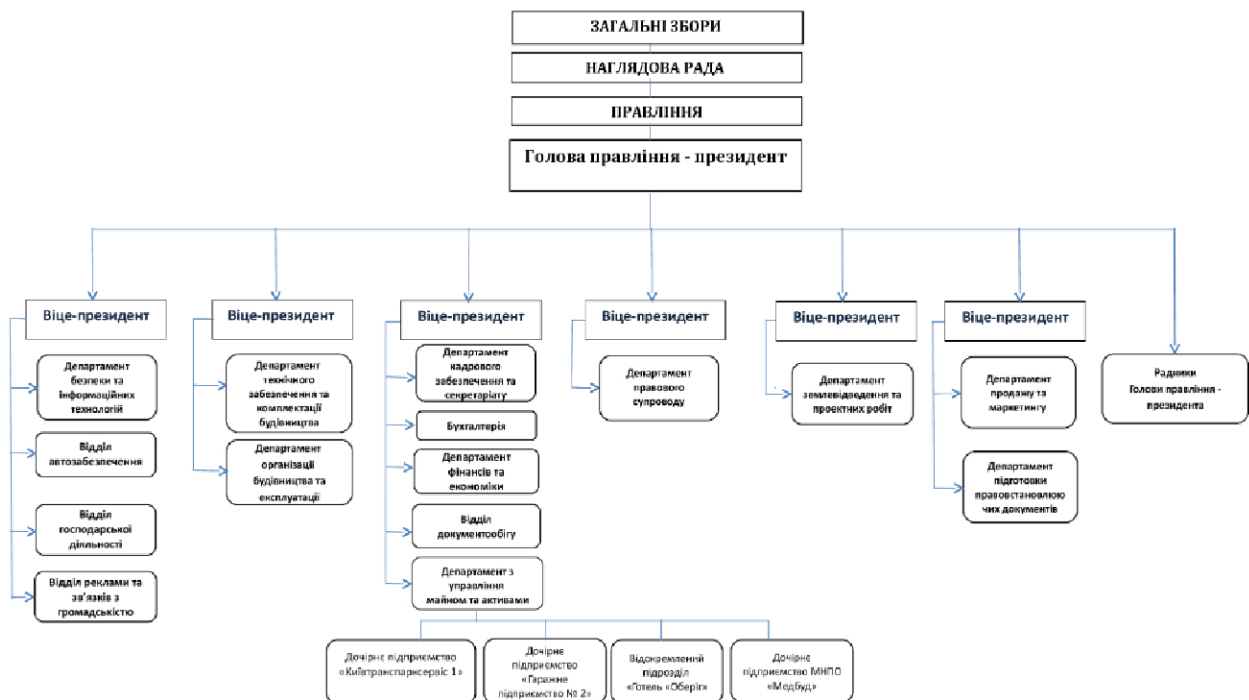 ЗАГАЛЬНІ ЗБОРИ
НАГЛЯДОВА РАДА
ПРАВЛІННЯ
Голова правління - президент
Віце-президент
Департамент
безпеки та
інформаційних
технологій
Відділ
автозабезпечення
Відділ
господарської
діяльності
Відділ реклами та
зв'язків з
громадськістю
Віце-президент
Департамент
технічного
забезпечення та
комплектації
будівництва
Департамент
організації
будівництва та
експлуатації
Віце-президент
Департамент
кадрового
забезпечення та
секретаріату
Бухгалтерія
Департамент
фінансів та
економіки
Відділ
документообігу
Департамент з
управління
майном та активами
Дочірнє підприємство
«Київтранспарксервіс 1»
Дочірнє
підприємство
«Гаражне
підприємство № 2»
Відокремлений
підрозділ
«Готель «Оберіг»
Дочірнє
підприємство МНПО
«Медбуд»
Віце-президент
Департамент
правового
супроводу
Віце-президент
Департамент
землевідведення та
проектних робіт
Віце-президент
Департамент
продажу та
маркетингу
Департамент
підготовки
правовстановлюю
чих документів
Радники
Голови правління -
президента